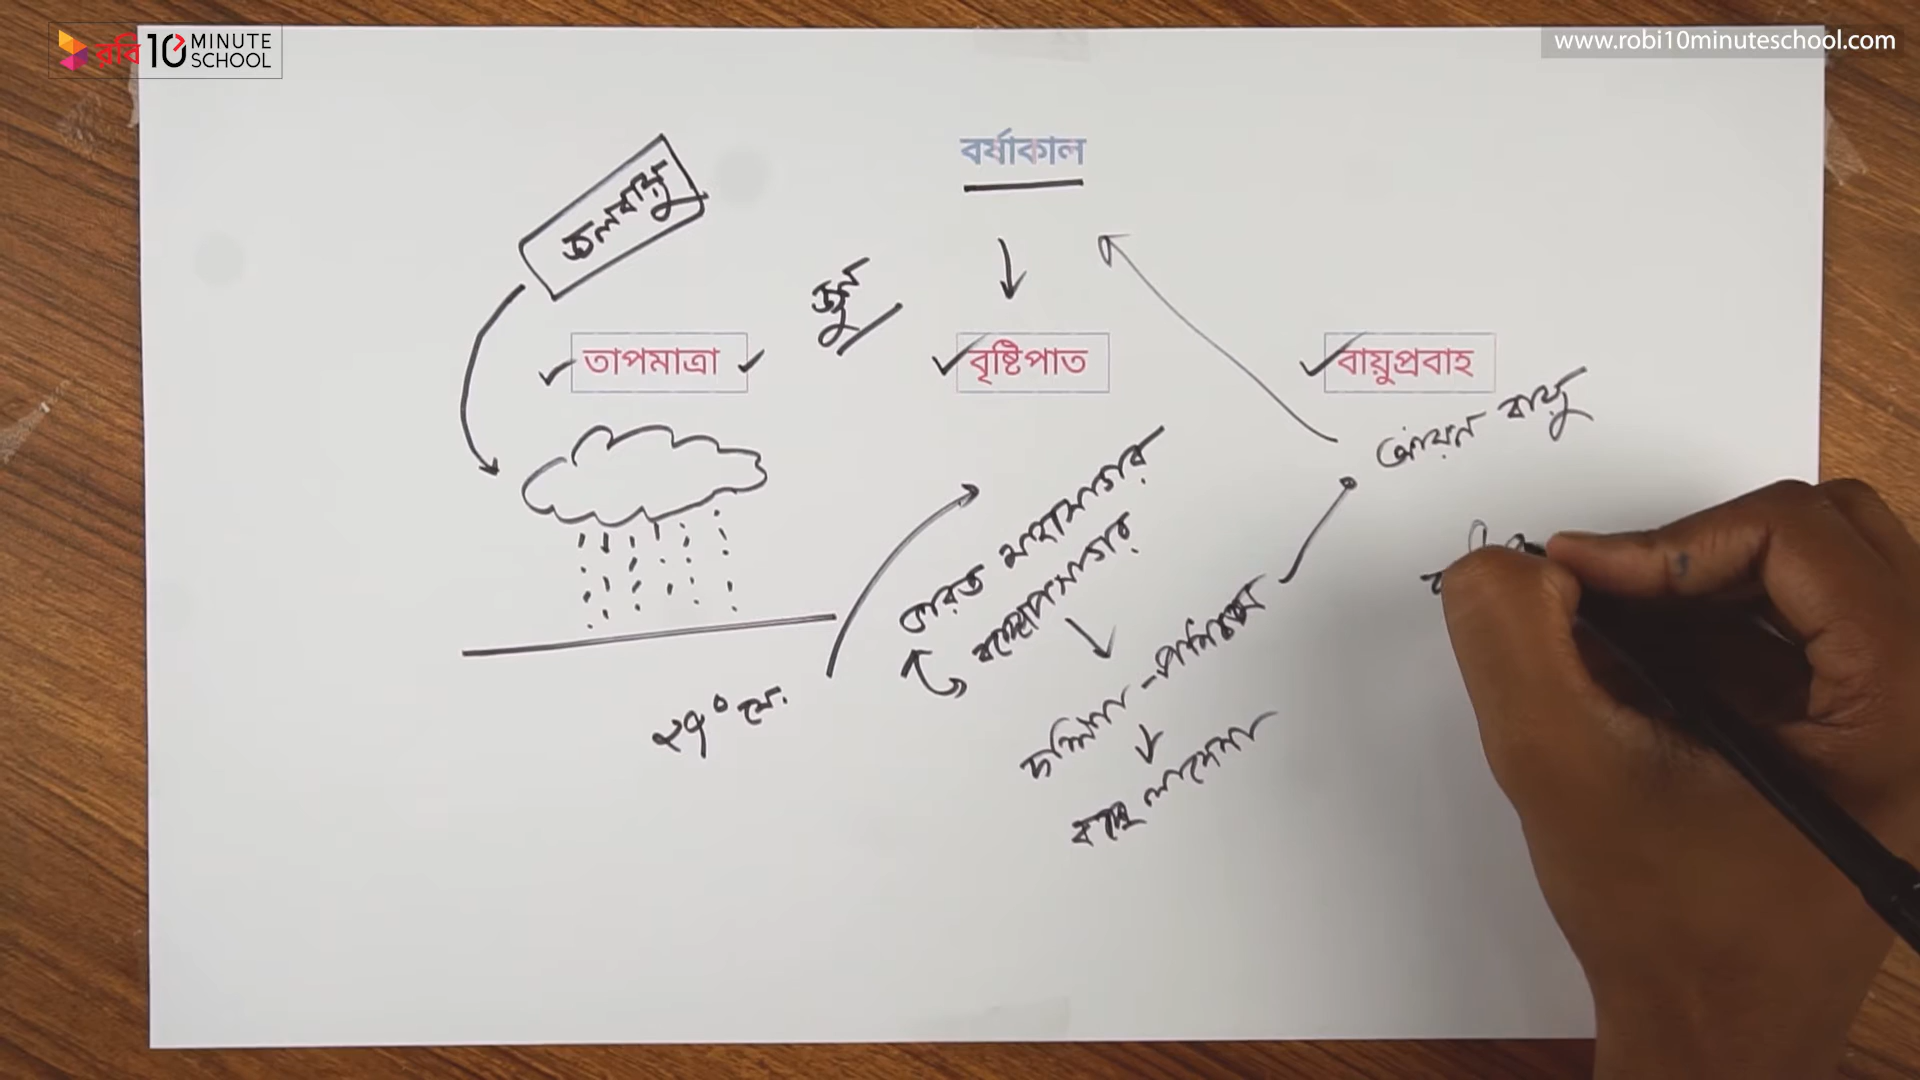 রবি 10 MINUTE SCHOOL
www.robi10minuteschool.com
বর্ষাকাল
জলবায়ু
জুন
তাপমাত্রা
বৃষ্টিপাত
বায়ুপ্রবাহ
অয়ন বায়ু
ভারত মহাসাগর
বঙ্গোপসাগর
দক্ষিণ-পশ্চিম
২৭° সে.